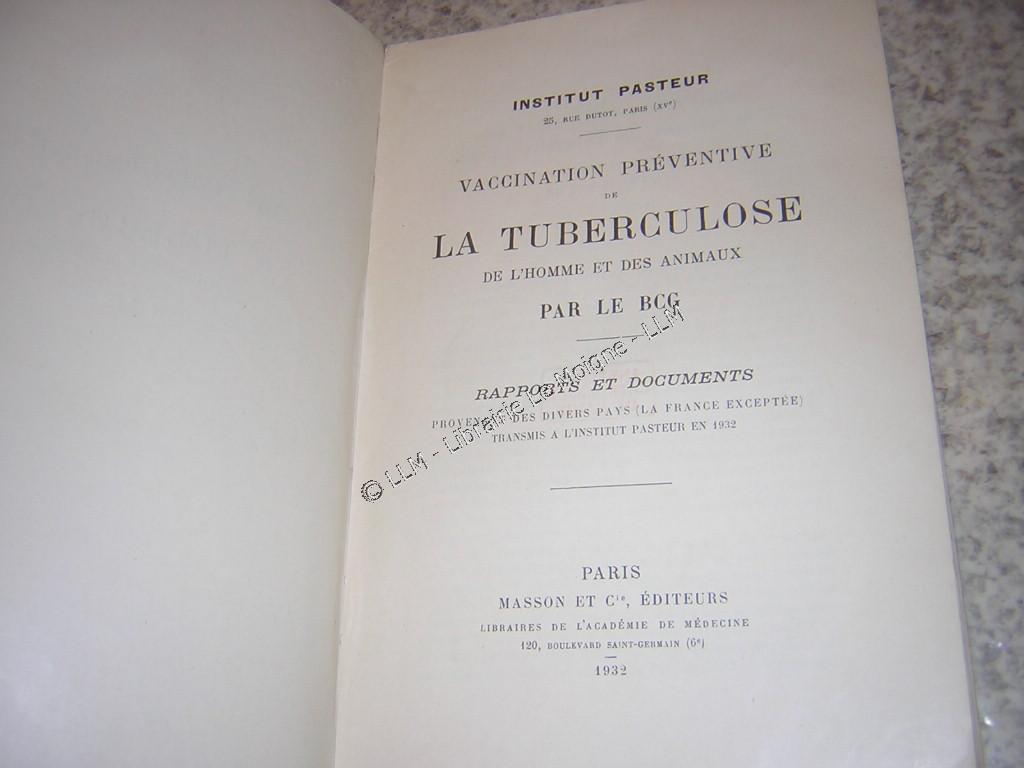 INSTITUT PASTEUR
25, RUE DUTOT, PARIS (XVe)
VACCINATION PRÉVENTIVE
DE
LA TUBERCULOSE
DE L'HOMME ET DES ANIMAUX
PAR LE BCG
RAPPORTS ET DOCUMENTS
DES DIVERS PAYS (LA FRANCE EXCEPTÉE)
TRANSMIS A L'INSTITUT PASTEUR EN 1932
© LLM - Librairie Le Moigne - LLM
PARIS
MASSON ET Cie, ÉDITEURS
LIBRAIRES DE L'ACADÉMIE DE MÉDECINE
120, BOULEVARD SAINT-GERMAIN (6e)
1932